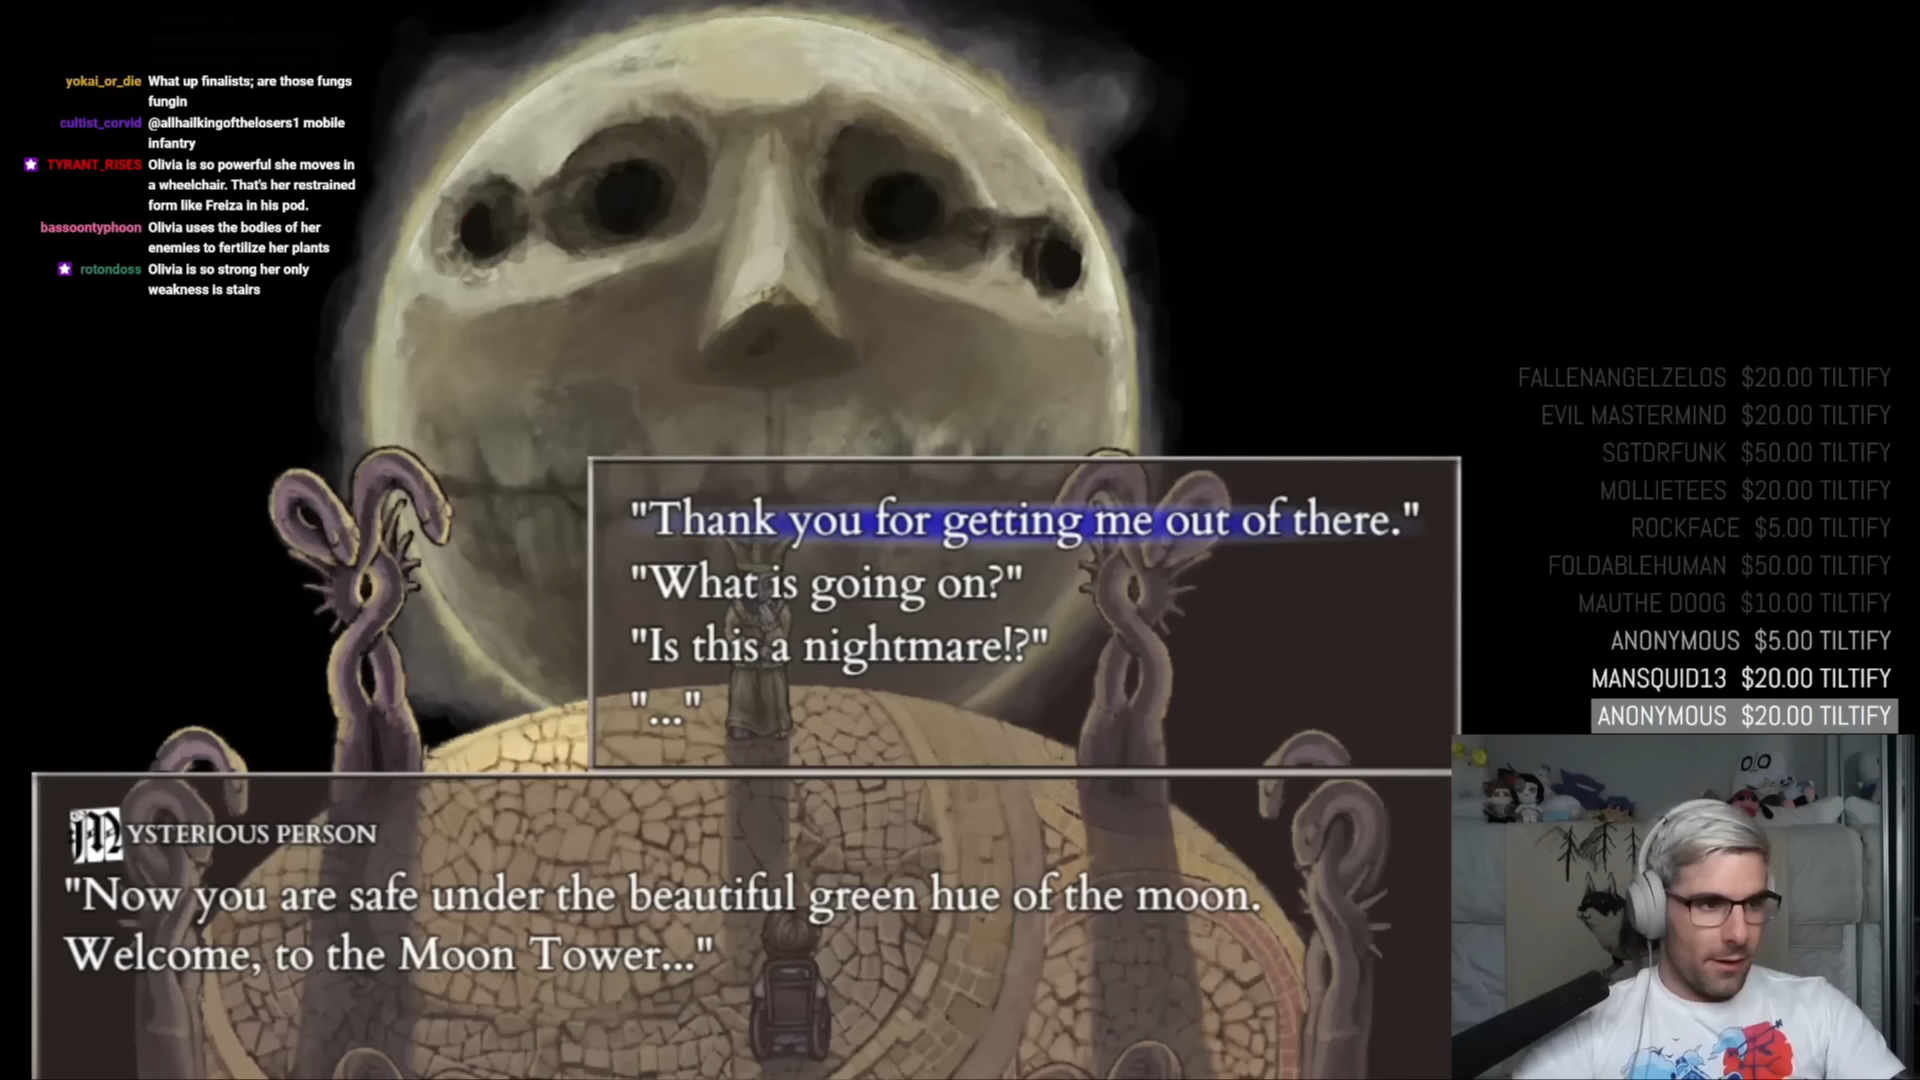 yokai_or_die What up finalists; are those fungs
fungin
cultist_corvid @allhailkingofthelosers1 mobile
infantry
TYRANT_RISES Olivia is so powerful she moves in
a wheelchair. That's her restrained
form like Freiza in his pod.
bassoontyphoon Olivia uses the bodies of her
enemies to fertilize her plants
rotondoss Olivia is so strong her only
weakness is stairs
FALLENANGELZELOS $20.00 TILTIFY
EVIL MASTERMIND $20.00 TILTIFY
SGTDRFUNK $50.00 TILTIFY
MOLLIETEES $20.00 TILTIFY
ROCKFACE $5.00 TILTIFY
FOLDABLEHUMAN $50.00 TILTIFY
MAUTHE DOOG $10.00 TILTIFY
ANONYMOUS $5.00 TILTIFY
MANSQUID13 $20.00 TILTIFY
ANONYMOUS $20.00 TILTIFY
"Thank you for getting me out of there."
"What is going on?"
"Is this a nightmare!?"
"..."
MYSTERIOUS PERSON
"Now you are safe under the beautiful green hue of the moon.
Welcome, to the Moon Tower..."